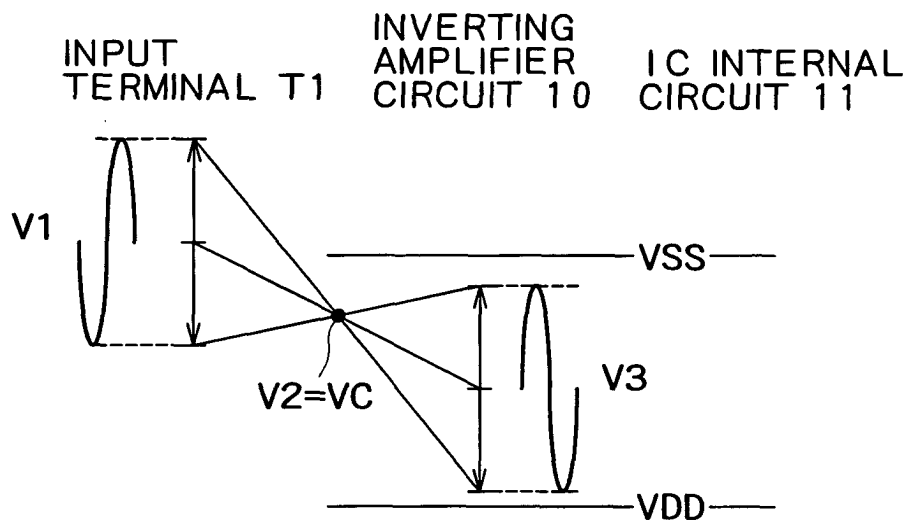 INPUT
TERMINAL T1
INVERTING
AMPLIFIER
CIRCUIT 10
IC INTERNAL
CIRCUIT 11
V1
VSS
V2=VC
V3
VDD